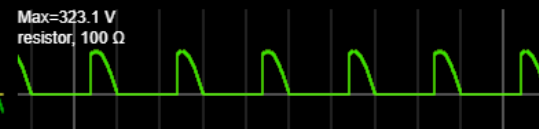 Max=323.1 V
resistor, 100 Ω